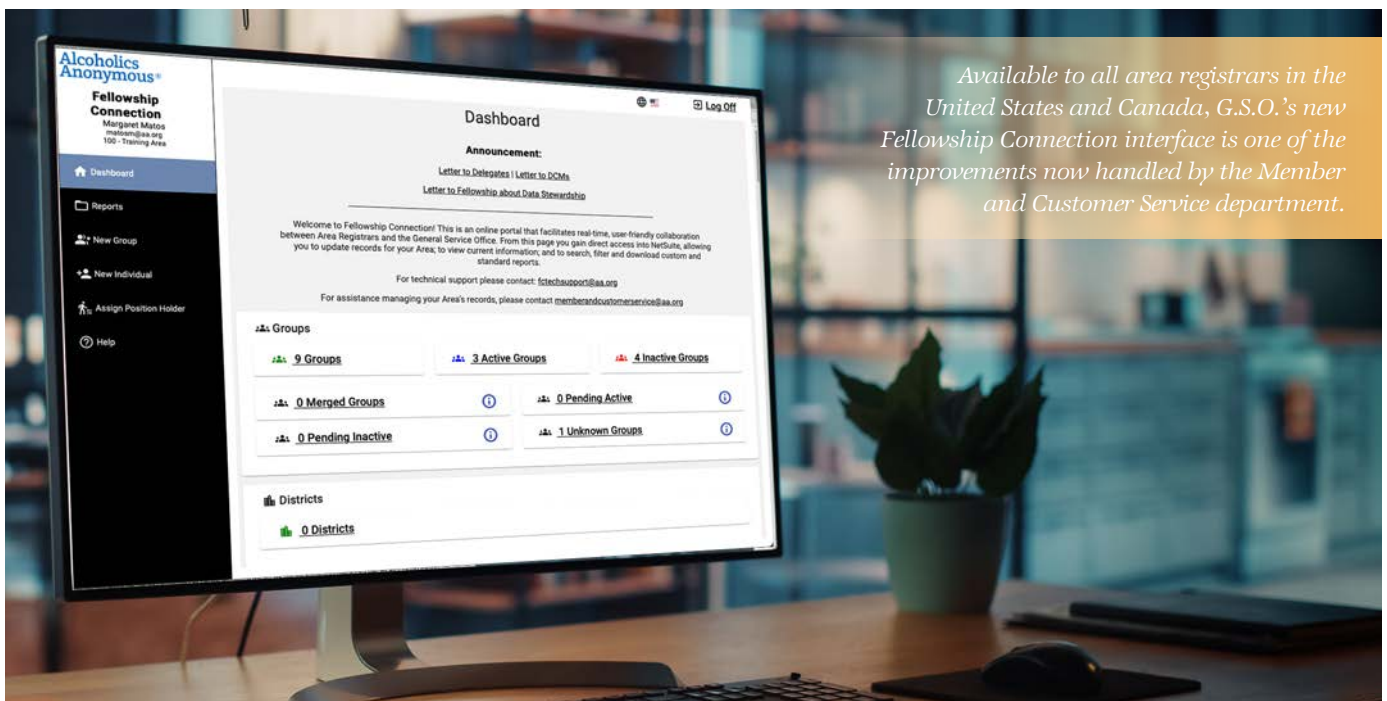 Alcoholics
Anonymous®
Fellowship
Connection
Margaret Matos
matosm@aa.org
100 - Training Area
Dashboard
Reports
New Group
New Individual
Assign Position Holder
Help
Log Off
Dashboard
Announcement:
Letter to Delegates | Letter to DCMs
Letter to Fellowship about Data Stewardship
Welcome to Fellowship Connection! This is an online portal that facilitates real-time, user-friendly collaboration
between Area Registrars and the General Service Office. From this page you gain direct access into NetSuite, allowing
you to update records for your Area; to view current information; and to search, filter and download custom and
standard reports.
For technical support please contact: fctechsupport@aa.org
For assistance managing your Area's records, please contact memberandcustomerservice@aa.org
Groups
9 Groups
3 Active Groups
4 Inactive Groups
0 Merged Groups
0 Pending Active
0 Pending Inactive
1 Unknown Groups
Districts
0 Districts
Available to all area registrars in the
United States and Canada, G.S.O.'s new
Fellowship Connection interface is one of the
improvements now handled by the Member
and Customer Service department.